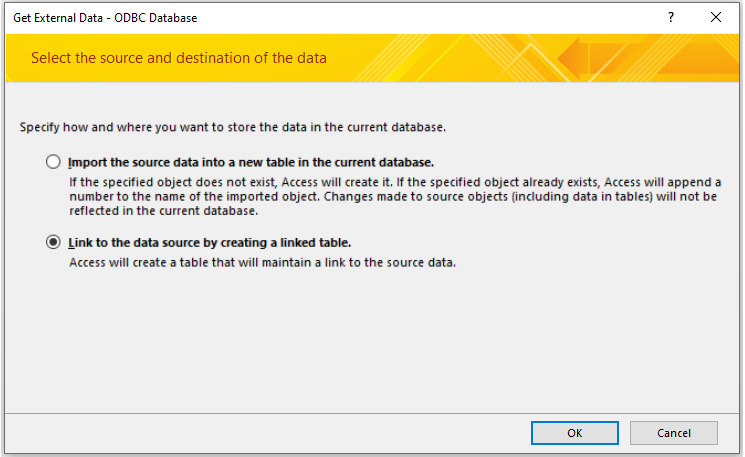 Get External Data - ODBC Database
?
Select the source and destination of the data
Specify how and where you want to store the data in the current database.
Import the source data into a new table in the current database.
If the specified object does not exist, Access will create it. If the specified object already exists, Access will append a
number to the name of the imported object. Changes made to source objects (including data in tables) will not be
reflected in the current database.
Link to the data source by creating a linked table.
Access will create a table that will maintain a link to the source data.
OK
Cancel